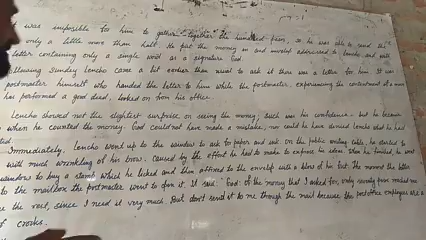 was impossible for him to gather together the hundred pesos, so he was able to send the
only a little more than half. He put the money in an envelop addressed to Lencho and with
letter containing only a single word as a signature God.
following Sunday Lencho came a bit earlier than usual to ask if there was a letter for him. It was
postmaster himself who handed the letter to him while the postmaster, experiencing the contentment of a man
has performed a good deed, looked on from his office.
Lencho showed not the slightest surprise on seeing the money; such was his confidence - but he became
when he counted the money. God could not have made a mistake, nor could he have denied Lencho what he had
ted.
Immediately, Lencho went up to the window to ask for paper and ask. On the public writing table, he started to
with much wrinkling of his brow, caused by the effort he had to make to express his ideas. When he finished, he went
window to buy a stamp which he licked and then affixed to the envelop with a blow of his fist. The moment the letter
to the mailbox the postmaster went to open it. It said: "God: Of the money that I asked for, only seventy pesos reached me
the rest, since I need it very much. But don't send it to me through the mail because the post office employees are a
of crooks.